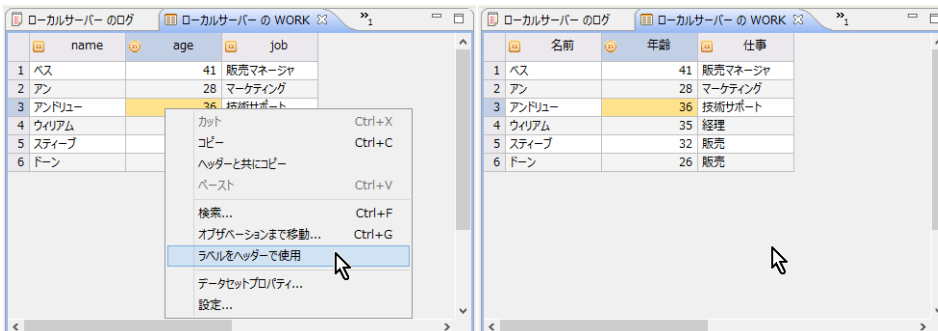 ローカルサーバー のログ ローカルサーバー の WORK »1
name age job
1 ベス 41 販売マネージャ
2 アン 28 マーケティング
3 アンドリュー 36 技術サポート
4 ウィリアム
5 スティーブ
6 ドーン
カット Ctrl+X
コピー Ctrl+C
ヘッダーと共にコピー
ペースト Ctrl+V
検索... Ctrl+F
オブザベーションまで移動... Ctrl+G
ラベルをヘッダーで使用
データセットプロパティ...
設定...
ローカルサーバー のログ ローカルサーバー の WORK »1
名前 年齢 仕事
1 ベス 41 販売マネージャ
2 アン 28 マーケティング
3 アンドリュー 36 技術サポート
4 ウィリアム 35 経理
5 スティーブ 32 販売
6 ドーン 26 販売